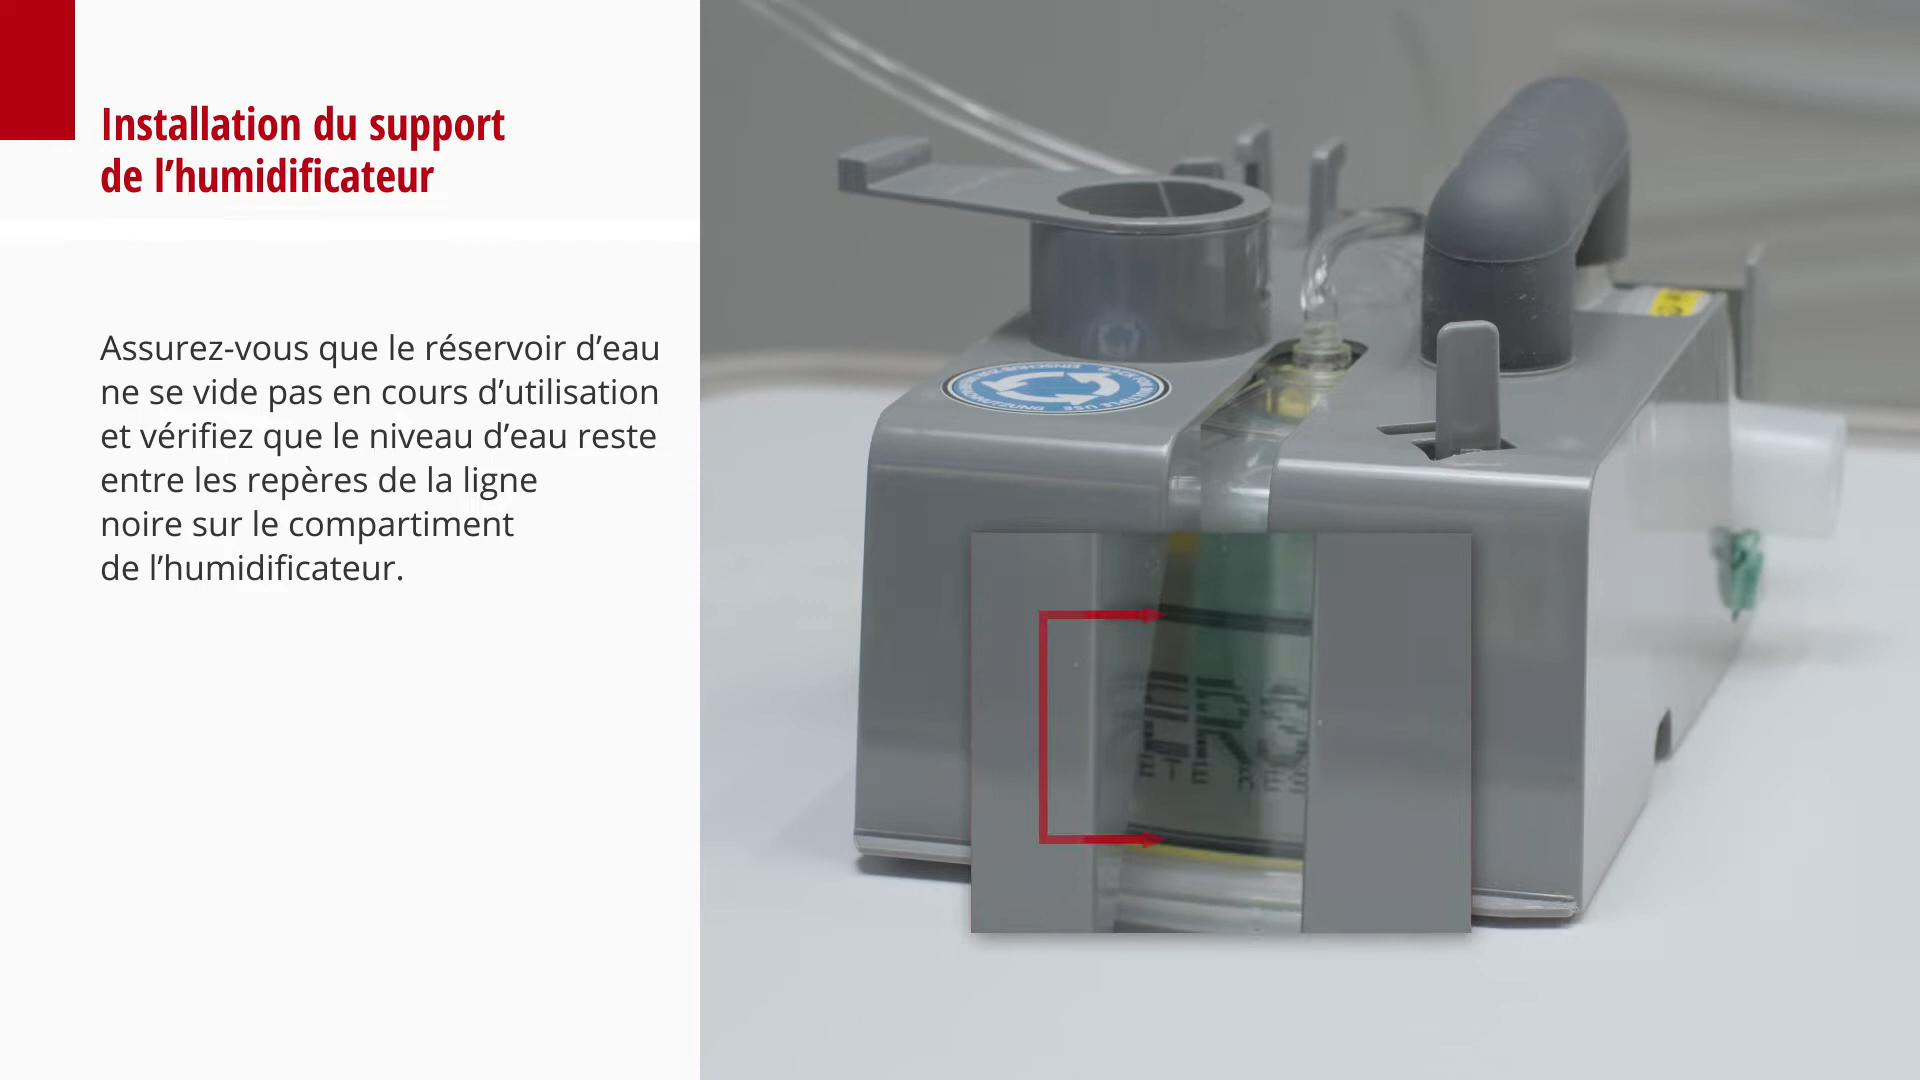 Installation du support
de l’humidificateur
Assurez-vous que le réservoir d’eau
ne se vide pas en cours d’utilisation
et vérifiez que le niveau d’eau reste
entre les repères de la ligne
noire sur le compartiment
de l’humidificateur.